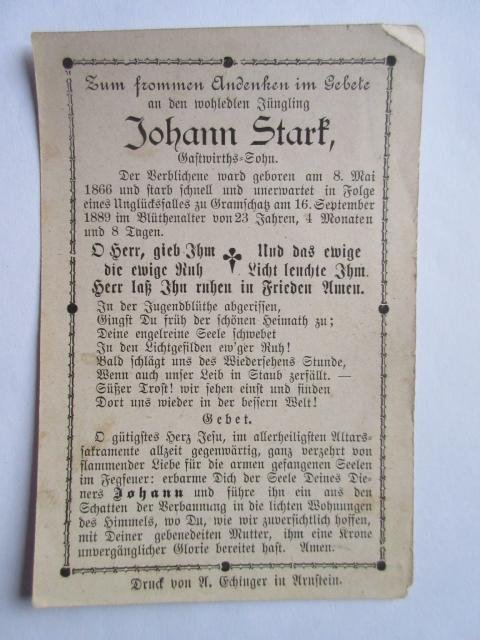 Zum frommen Andenken im Gebete
an den wohledlen Jüngling
Johann Stark,
Gastwirths-Sohn.
Der Verblichene ward geboren am 8. Mai
1866 und starb schnell und unerwartet in Folge
eines Unglücksfalles zu Gramschatz am 16. September
1889 im Blüthenalter von 23 Jahren, 4 Monaten
und 8 Tagen.
O Herr, gieb Ihm ✣ Und das ewige
die ewige Ruh Licht leuchte Ihm.
Herr laß Ihn ruhen in Frieden Amen.
In der Jugendblüthe abgerissen,
Gingst Du früh der schönen Heimath zu;
Deine engelreine Seele schwebet
In den Lichtgefilden ew'ger Ruh!
Bald schlägt uns des Wiedersehens Stunde,
Wenn auch unser Leib in Staub zerfällt. —
Süßer Trost! wir sehen einst und finden
Dort uns wieder in der bessern Welt!
Gebet.
O gütigstes Herz Jesu, im allerheiligsten Altars-
sakramente allzeit gegenwärtig, ganz verzehrt von
flammender Liebe für die armen gefangenen Seelen
im Fegfeuer: erbarme Dich der Seele Deines Die-
ners Johann und führe ihn ein aus den
Schatten der Verbannung in die lichten Wohnungen
des Himmels, wo Du, wie wir zuversichtlich hoffen,
mit Deiner gebenedeiten Mutter, ihm eine Krone
unvergänglicher Glorie bereitet hast. Amen.
Druck von A. Echinger in Arnstein.